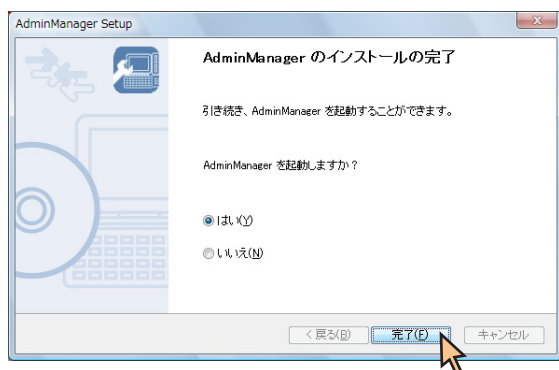 AdminManager Setup
AdminManager のインストールの完了
引き続き、AdminManager を起動することができます。
AdminManager を起動しますか？
はい(Y)
いいえ(N)
< 戻る(B)
完了(F)
キャンセル